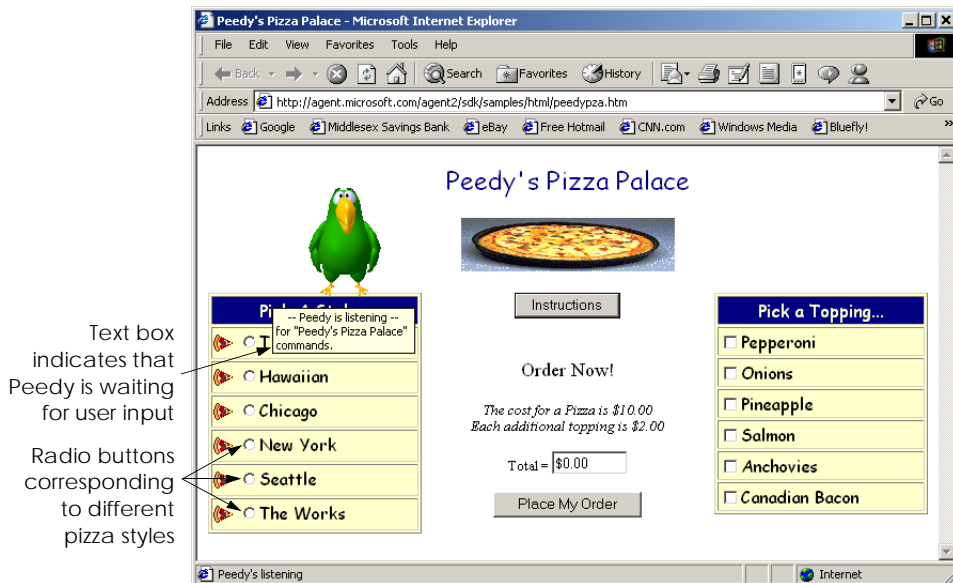 Peedy's Pizza Palace - Microsoft Internet Explorer
File Edit View Favorites Tools Help
Back Search Favorites History
Address http://agent.microsoft.com/agent2/sdk/samples/html/peedypza.htm Go
Links Google Middlesex Savings Bank eBay Free Hotmail CNN.com Windows Media Bluefly! »
Peedy's Pizza Palace
Instructions
-- Peedy is listening --
for "Peedy's Pizza Palace"
commands.
Hawaiian
Chicago
New York
Seattle
The Works
Order Now!
The cost for a Pizza is $10.00
Each additional topping is $2.00
Total = $0.00
Place My Order
Pick a Topping...
Pepperoni
Onions
Pineapple
Salmon
Anchovies
Canadian Bacon
Text box
indicates that
Peedy is waiting
for user input
Radio buttons
corresponding
to different
pizza styles
Peedy's listening Internet